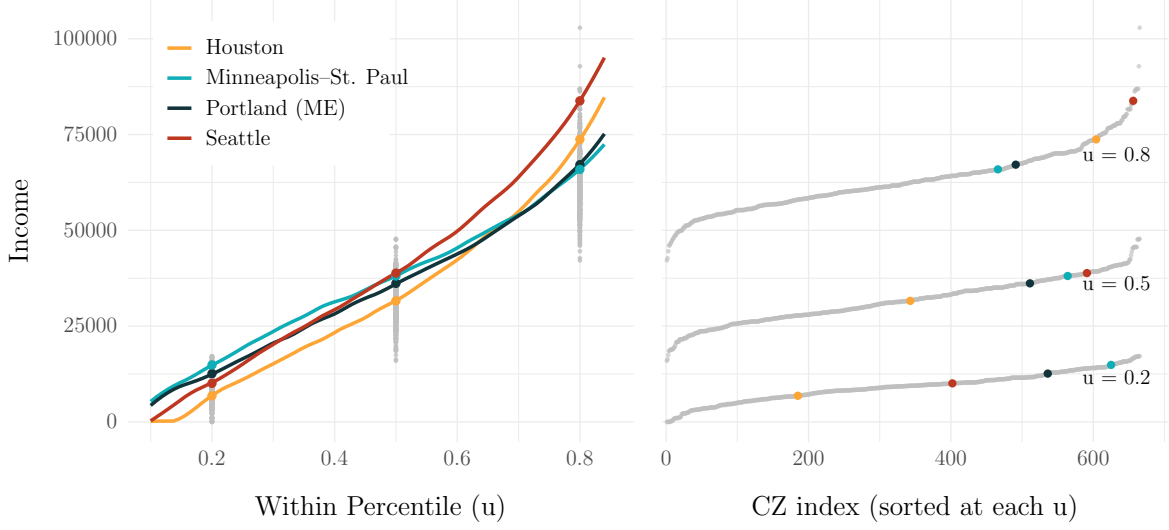 Houston
Minneapolis–St. Paul
Portland (ME)
Seattle
Income
100000
75000
50000
25000
0
0.2
0.4
0.6
0.8
Within Percentile (u)
u = 0.8
u = 0.5
u = 0.2
0
200
400
600
CZ index (sorted at each u)